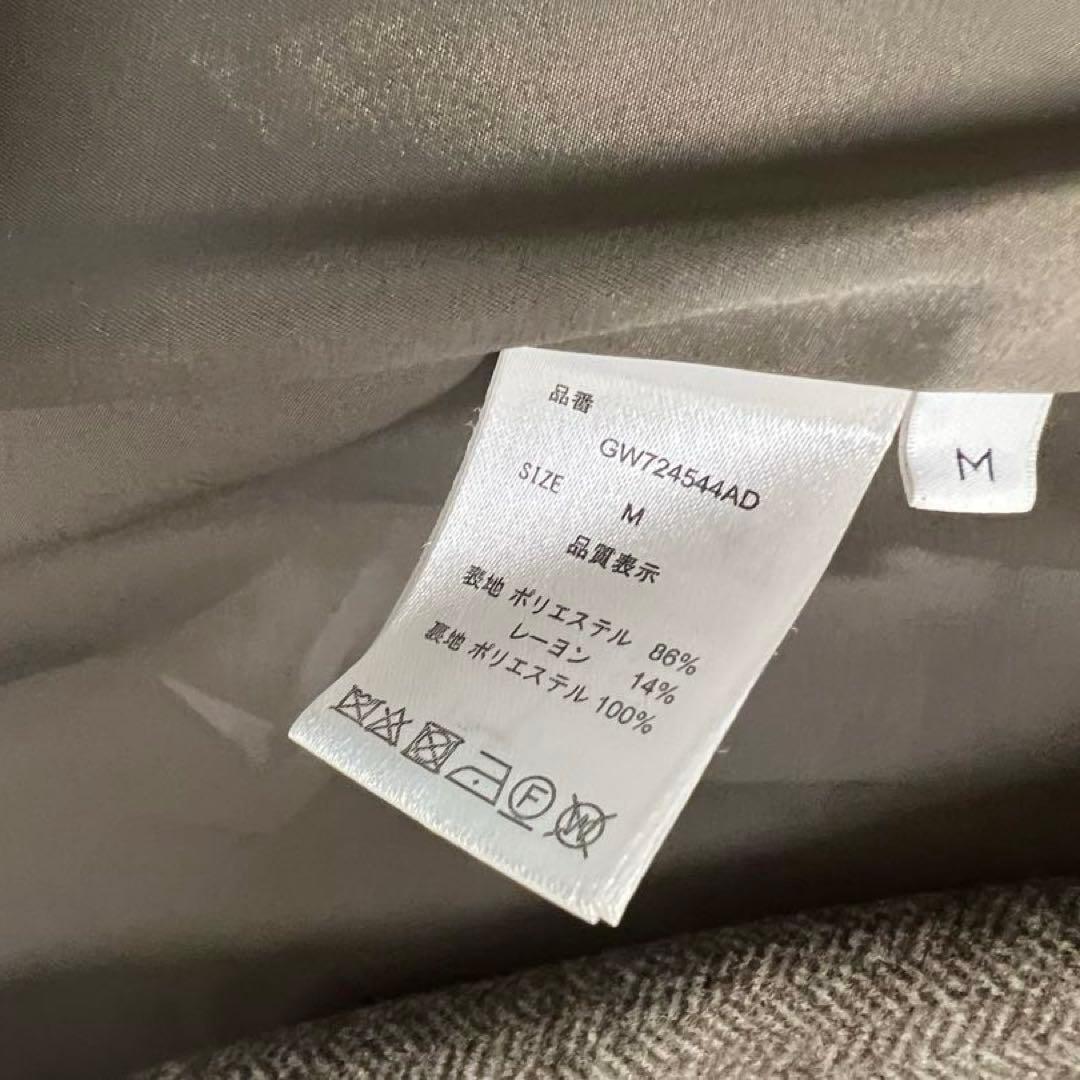 品番
GW724544AD
SIZE
M
品質表示
表地 ポリエステル 86%
レーヨン 14%
裏地 ポリエステル 100%
F
W
M